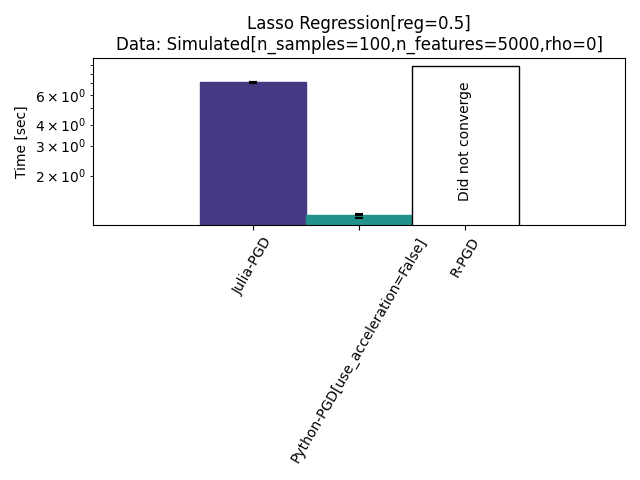 Lasso Regression[reg=0.5]
Data: Simulated[n_samples=100,n_features=5000,rho=0]
Time [sec]
6 × 10⁰
4 × 10⁰
3 × 10⁰
2 × 10⁰
Did not converge
Julia-PGD
Python-PGD[use_acceleration=False]
R-PGD